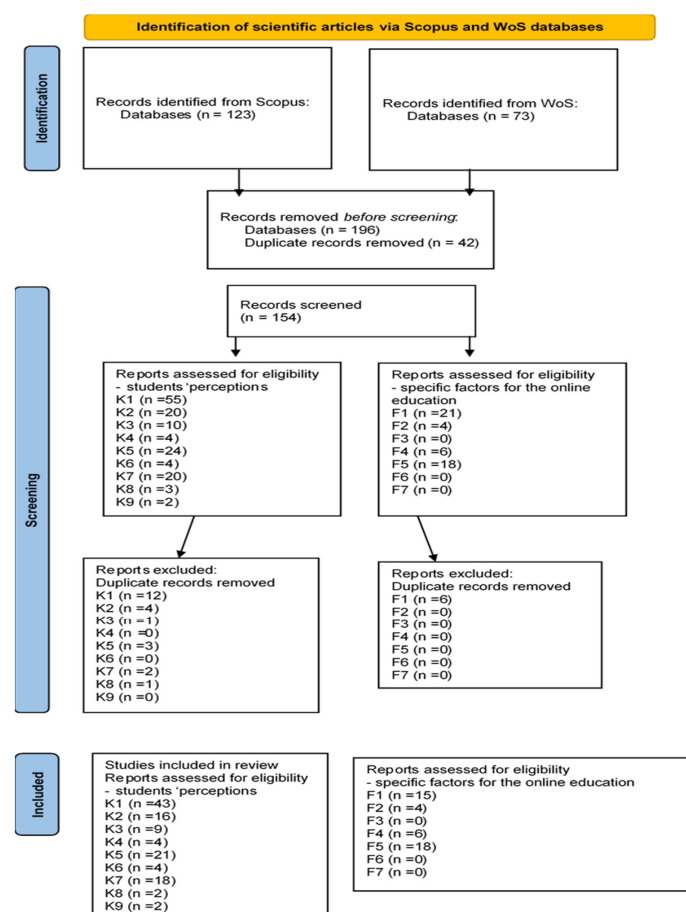 Identification of scientific articles via Scopus and WoS databases
Identification
Records identified from Scopus:
Databases (n = 123)
Records identified from WoS:
Databases (n = 73)
Records removed before screening:
Databases (n = 196)
Duplicate records removed (n = 42)
Screening
Records screened
(n = 154)
Reports assessed for eligibility
- students ‘perceptions
K1 (n =55)
K2 (n =20)
K3 (n =10)
K4 (n =4)
K5 (n =24)
K6 (n =4)
K7 (n =20)
K8 (n =3)
K9 (n =2)
Reports assessed for eligibility
- specific factors for the online
education
F1 (n =21)
F2 (n =4)
F3 (n =0)
F4 (n =6)
F5 (n =18)
F6 (n =0)
F7 (n =0)
Reports excluded:
Duplicate records removed
K1 (n =12)
K2 (n =4)
K3 (n =1)
K4 (n =0)
K5 (n =3)
K6 (n =0)
K7 (n =2)
K8 (n =1)
K9 (n =0)
Reports excluded:
Duplicate records removed
F1 (n =6)
F2 (n =0)
F3 (n =0)
F4 (n =0)
F5 (n =0)
F6 (n =0)
F7 (n =0)
Included
Studies included in review
Reports assessed for eligibility
- students ‘perceptions
K1 (n =43)
K2 (n =16)
K3 (n =9)
K4 (n =4)
K5 (n =21)
K6 (n =4)
K7 (n =18)
K8 (n =2)
K9 (n =2)
Reports assessed for eligibility
- specific factors for the online education
F1 (n =15)
F2 (n =4)
F3 (n =0)
F4 (n =6)
F5 (n =18)
F6 (n =0)
F7 (n =0)